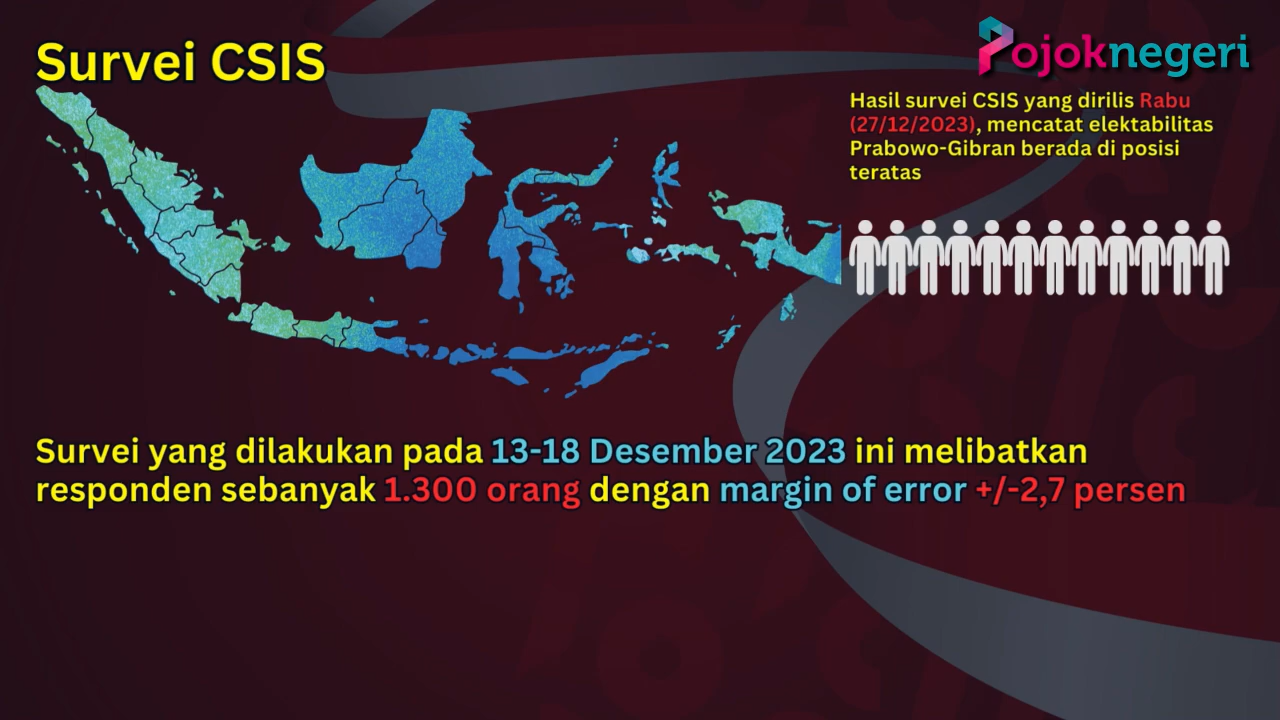 Survei CSIS
Pojoknegeri
Hasil survei CSIS yang dirilis Rabu
(27/12/2023), mencatat elektabilitas
Prabowo-Gibran berada di posisi
teratas
Survei yang dilakukan pada 13-18 Desember 2023 ini melibatkan
responden sebanyak 1.300 orang dengan margin of error +/-2,7 persen